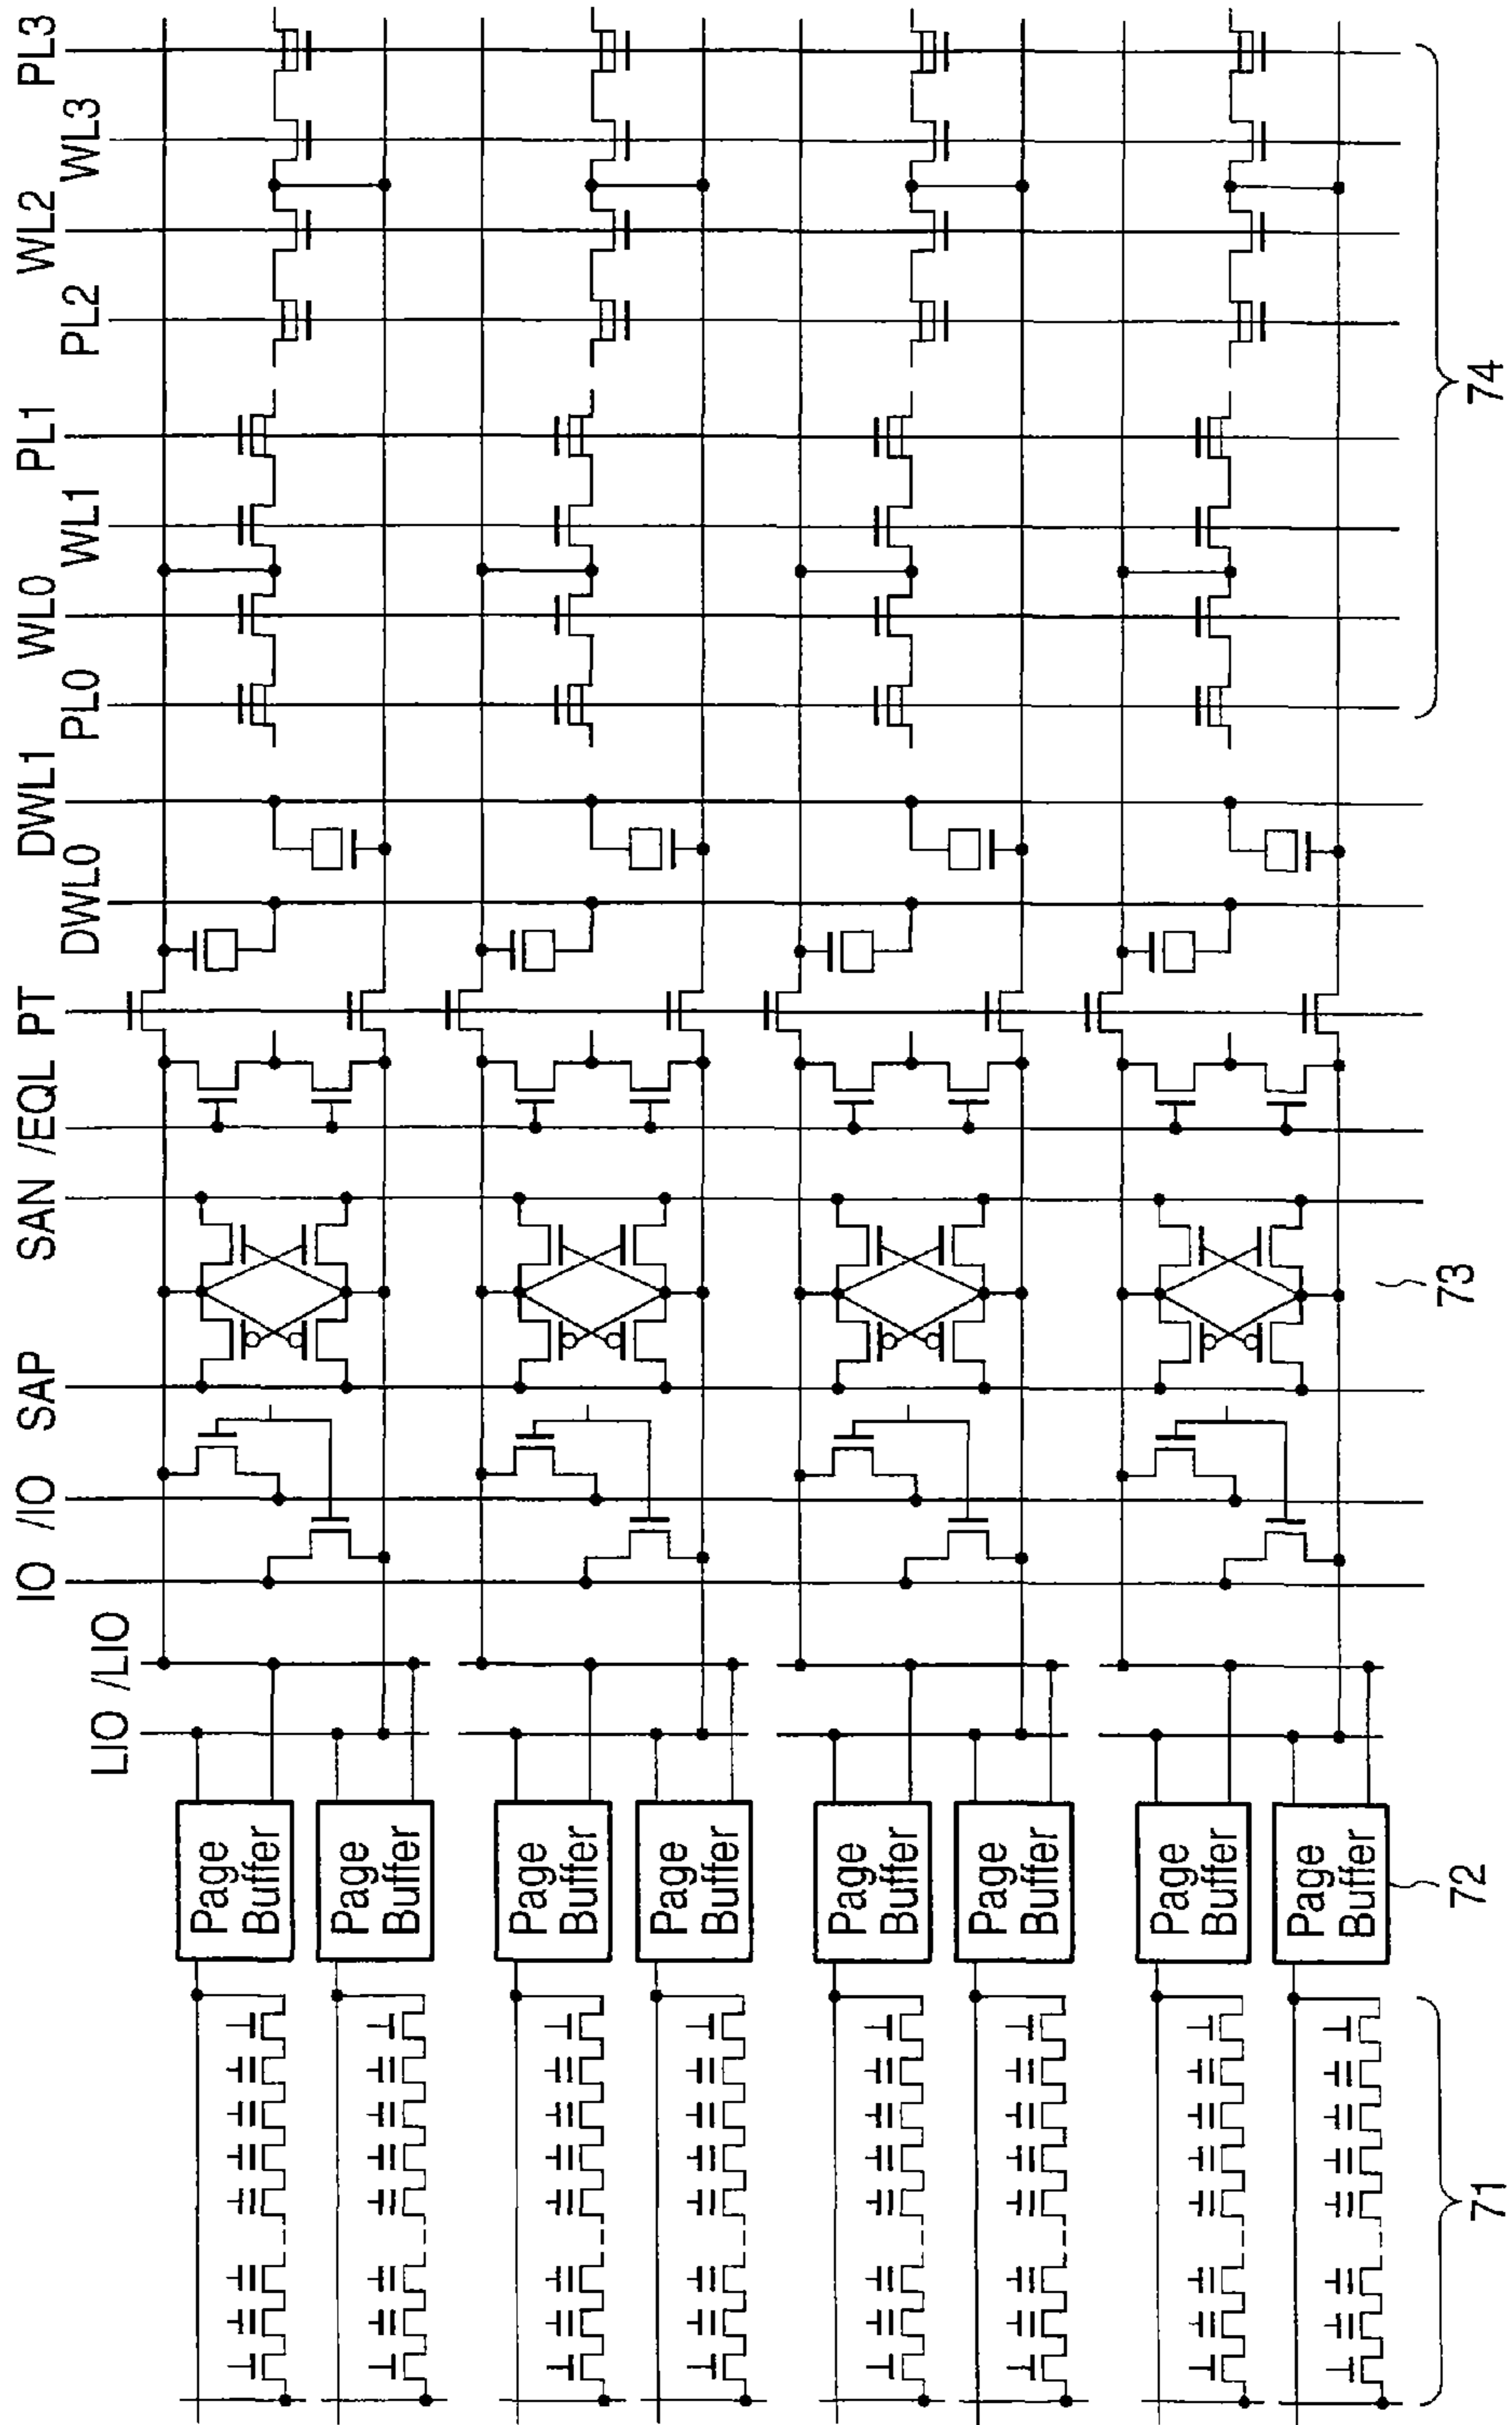 IO /IO SAP SAN /EQL PT DWL1 WL0 PL1 WL2 PL3
LIO /LIO DWL0 PL0 WL1 PL2 WL3
Page
Buffer
Page
Buffer
Page
Buffer
Page
Buffer
Page
Buffer
Page
Buffer
Page
Buffer
Page
Buffer
71 72 73 74